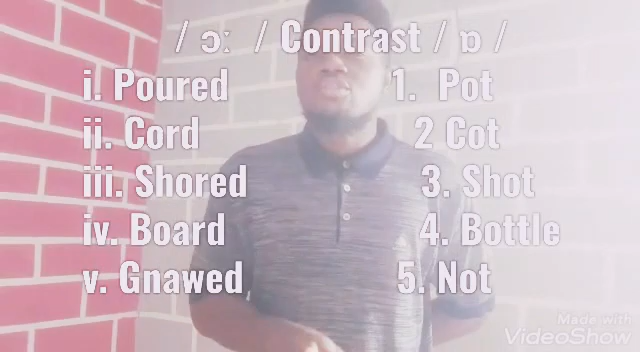 / ɔː / Contrast / ɒ /
i. Poured 1. Pot
ii. Cord 2 Cot
iii. Shored 3. Shot
iv. Board 4. Bottle
v. Gnawed 5. Not
Made with
VideoShow